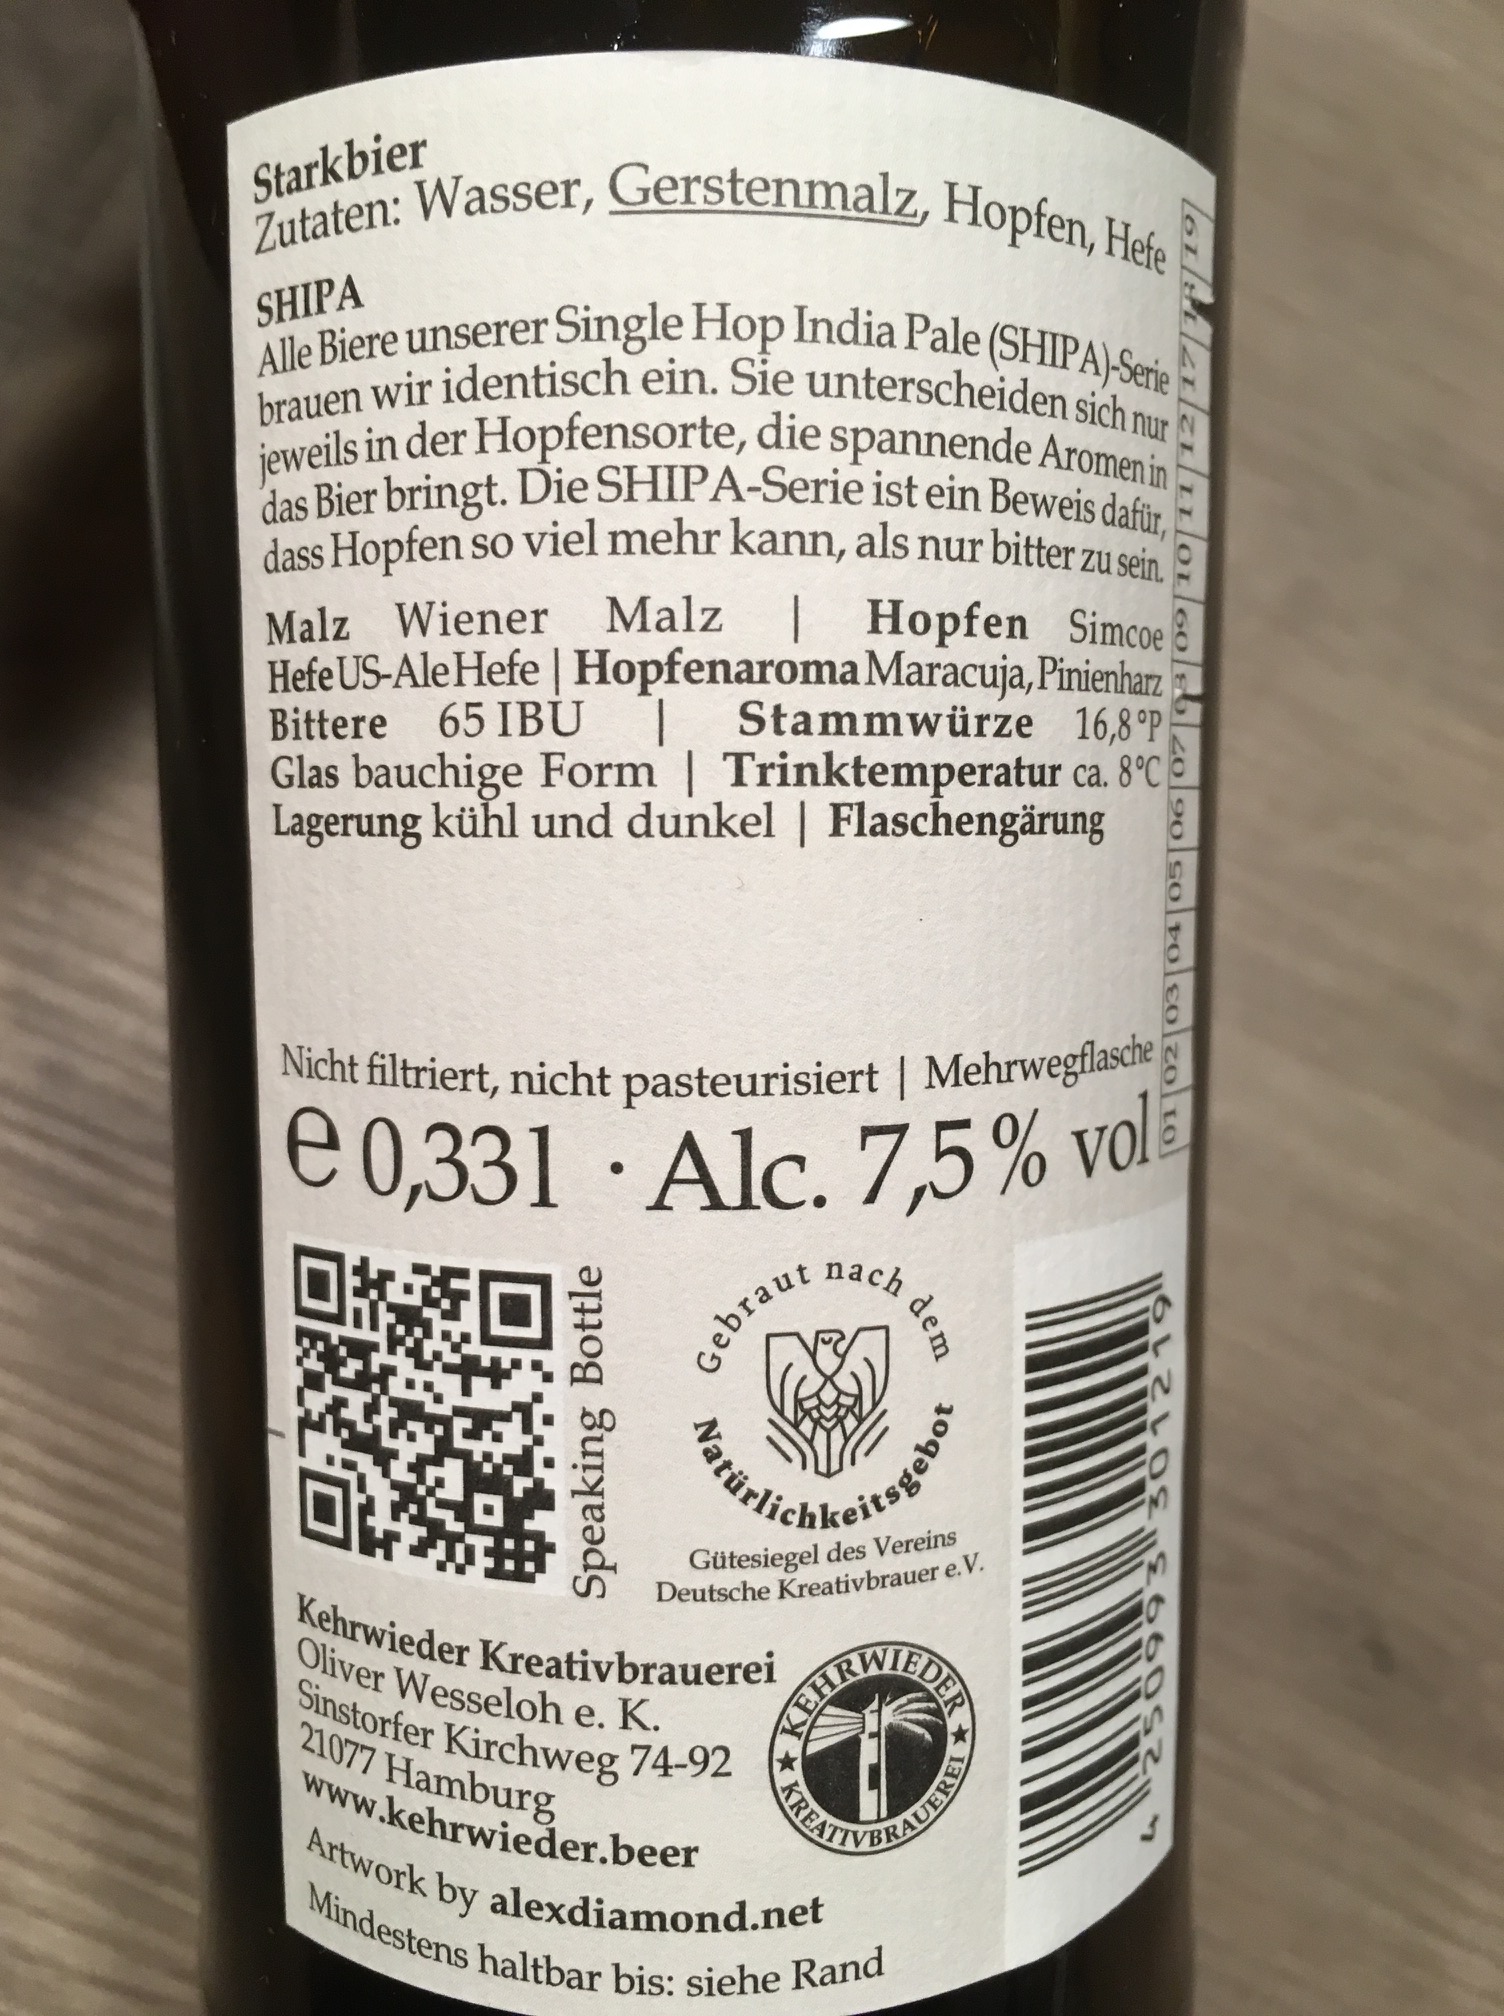 Starkbier
Zutaten: Wasser, Gerstenmalz, Hopfen, Hefe
SHIPA
Alle Biere unserer Single Hop India Pale (SHIPA)-Serie
brauen wir identisch ein. Sie unterscheiden sich nur
jeweils in der Hopfensorte, die spannende Aromen in
das Bier bringt. Die SHIPA-Serie ist ein Beweis dafür,
dass Hopfen so viel mehr kann, als nur bitter zu sein.
Malz Wiener Malz | Hopfen Simcoe
Hefe US-Ale Hefe | Hopfenaroma Maracuja, Pinienharz
Bittere 65 IBU | Stammwürze 16,8°P
Glas bauchige Form | Trinktemperatur ca. 8°C
Lagerung kühl und dunkel | Flaschengärung
Nicht filtriert, nicht pasteurisiert | Mehrwegflasche
e 0,33l · Alc. 7,5% vol
01|02|03|04|05|06|07|08|09|10|11|12|17|18|19
Speaking Bottle
Gebraut nach dem
Natürlichkeitsgebot
Gütesiegel des Vereins
Deutsche Kreativbrauer e.V.
4 250993 301219
Kehrwieder Kreativbrauerei
Oliver Wesseloh e. K.
Sinstorfer Kirchweg 74-92
21077 Hamburg
www.kehrwieder.beer
KEHRWIEDER
KREATIVBRAUEREI
Artwork by alexdiamond.net
Mindestens haltbar bis: siehe Rand